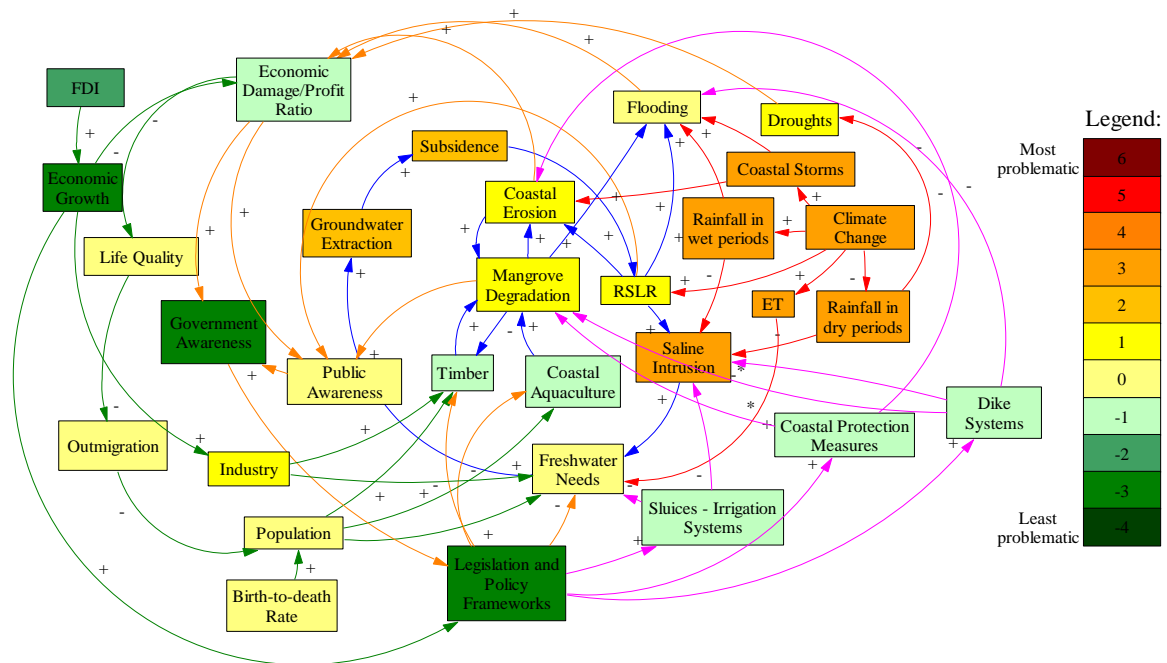 FDI
Economic
Damage/Profit
Ratio
Flooding
Droughts
Legend:
Most
problematic
6
5
4
3
2
1
0
-1
-2
-3
-4
Least
problematic
Subsidence
Coastal Storms
Economic
Growth
Coastal
Erosion
Groundwater
Extraction
Rainfall in
wet periods
Climate
Change
Life Quality
Mangrove
Degradation
RSLR
ET
Rainfall in
dry periods
Government
Awareness
Public
Awareness
Timber
Coastal
Aquaculture
Saline
Intrusion
Dike
Systems
Outmigration
Coastal Protection
Measures
Industry
Freshwater
Needs
Sluices - Irrigation
Systems
Population
Legislation and
Policy
Frameworks
Birth-to-death
Rate